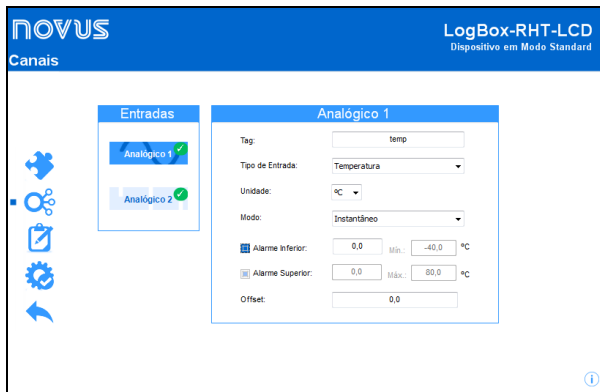 NOVUS
LogBox-RHT-LCD
Dispositivo em Modo Standard
Canais
Entradas
Analógico 1
Analógico 2
Analógico 1
Tag: temp
Tipo de Entrada: Temperatura
Unidade: ºC
Modo: Instantâneo
Alarme Inferior: 0,0 Mín.: -40,0 ºC
Alarme Superior: 0,0 Máx.: 80,0 ºC
Offset: 0,0
i